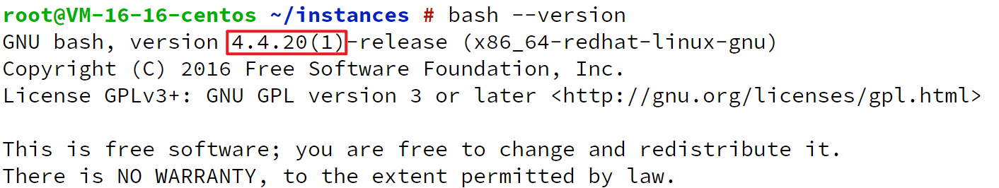 root@VM-16-16-centos ~/instances # bash --version
GNU bash, version 4.4.20(1)-release (x86_64-redhat-linux-gnu)
Copyright (C) 2016 Free Software Foundation, Inc.
License GPLv3+: GNU GPL version 3 or later <http://gnu.org/licenses/gpl.html>

This is free software; you are free to change and redistribute it.
There is NO WARRANTY, to the extent permitted by law.